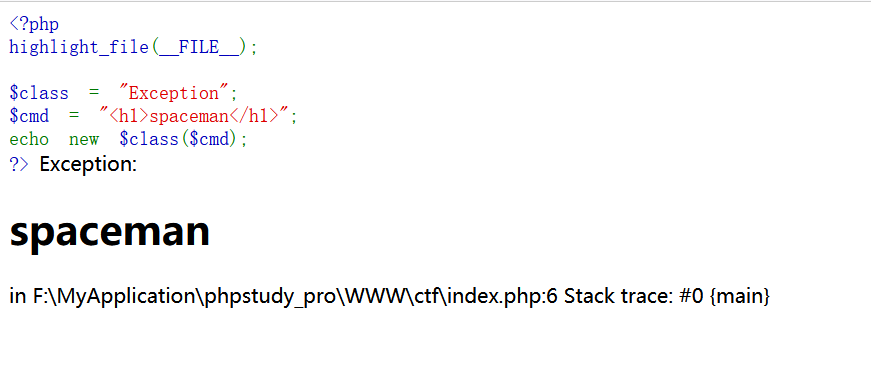 <?php
highlight_file(__FILE__);
$class = "Exception";
$cmd = "<h1>spaceman</h1>";
echo new $class($cmd);
?> Exception:
spaceman
in F:\MyApplication\phpstudy_pro\WWW\ctf\index.php:6 Stack trace: #0 {main}